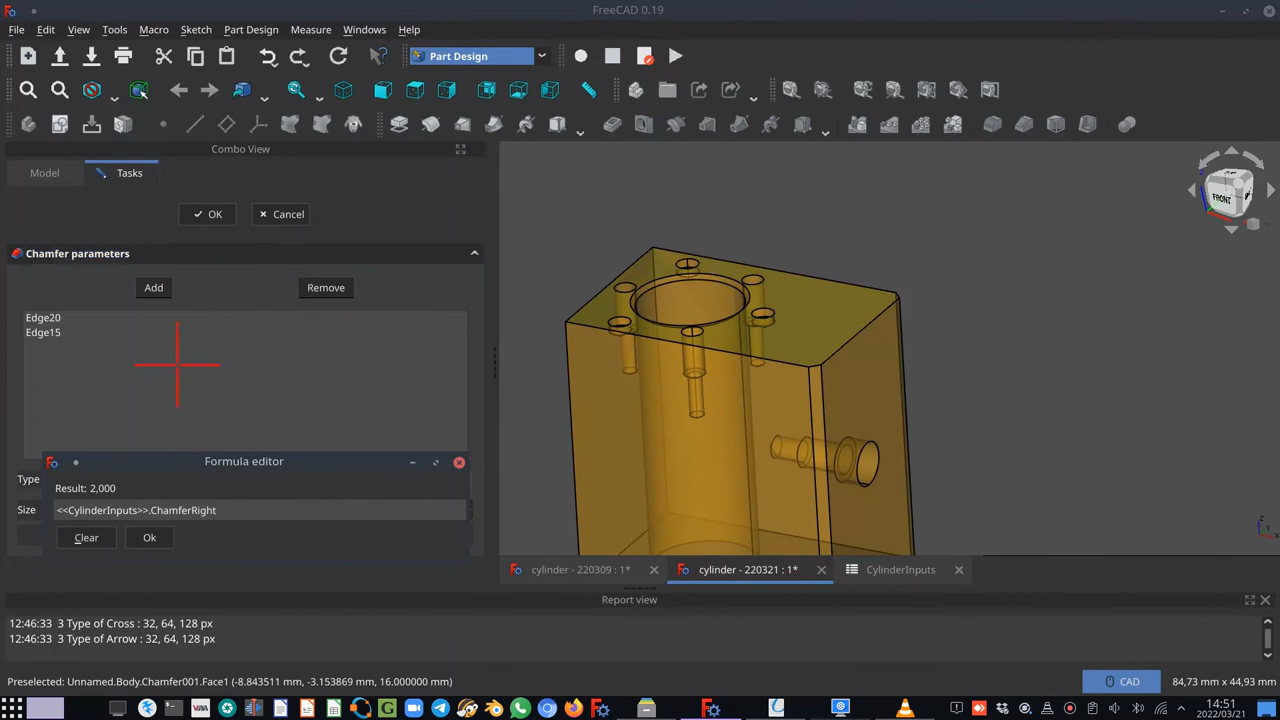 FreeCAD 0.19
File Edit View Tools Macro Sketch Part Design Measure Windows Help
Part Design
Combo View
Model Tasks
OK Cancel
Chamfer parameters
Add Remove
Edge20
Edge15
Type
Size
Formula editor
Result: 2,000
<<CylinderInputs>>.ChamferRight
Clear Ok
FRONT
Z
X
cylinder - 220309 : 1* cylinder - 220321 : 1* CylinderInputs
Report view
12:46:33 3 Type of Cross : 32, 64, 128 px
12:46:33 3 Type of Arrow : 32, 64, 128 px
Preselected: Unnamed.Body.Chamfer001.Face1 (-8.843511 mm, -3.153869 mm, 16.000000 mm) CAD 84,73 mm x 44,93 mm
14:51
2022/03/21